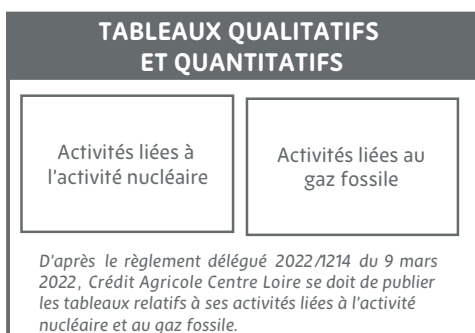 TABLEAUX QUALITATIFS
ET QUANTITATIFS
Activités liées à
l'activité nucléaire
Activités liées au
gaz fossile
D'après le règlement délégué 2022/1214 du 9 mars
2022, Crédit Agricole Centre Loire se doit de publier
les tableaux relatifs à ses activités liées à l'activité
nucléaire et au gaz fossile.